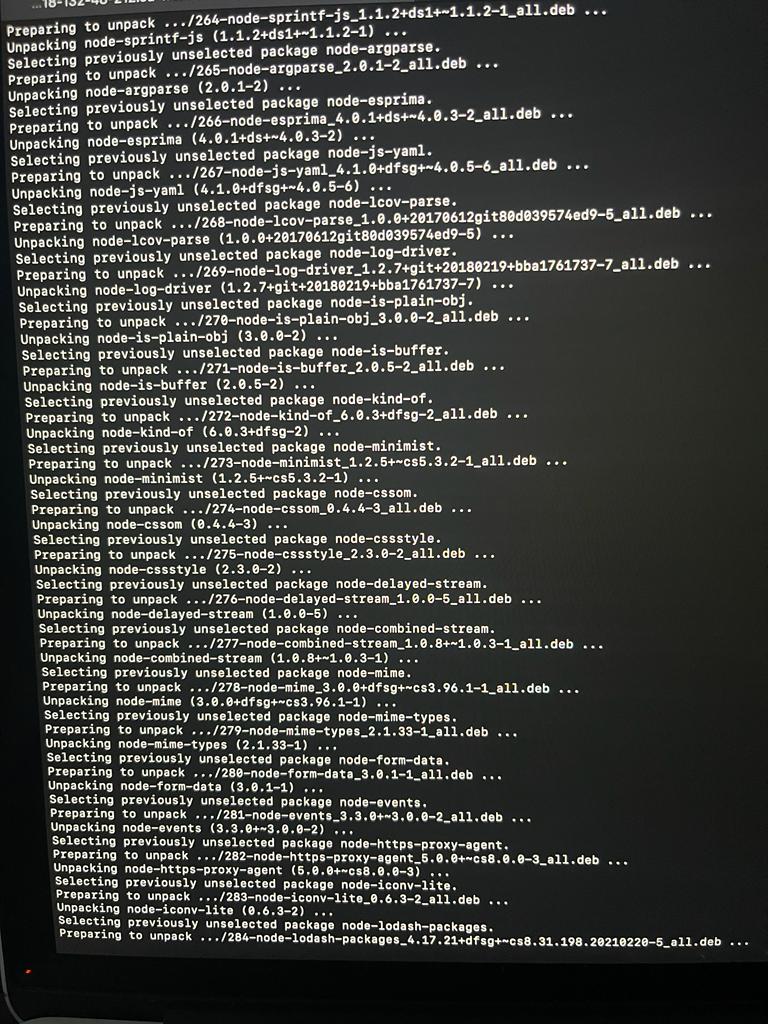 Preparing to unpack .../264-node-sprintf-js_1.1.2+ds1+~1.1.2-1_all.deb ...
Unpacking node-sprintf-js (1.1.2+ds1+~1.1.2-1) ...
Selecting previously unselected package node-argparse.
Preparing to unpack .../265-node-argparse_2.0.1-2_all.deb ...
Unpacking node-argparse (2.0.1-2) ...
Selecting previously unselected package node-esprima.
Preparing to unpack .../266-node-esprima_4.0.1+ds+~4.0.3-2_all.deb ...
Unpacking node-esprima (4.0.1+ds+~4.0.3-2) ...
Selecting previously unselected package node-js-yaml.
Preparing to unpack .../267-node-js-yaml_4.1.0+dfsg+~4.0.5-6_all.deb ...
Unpacking node-js-yaml (4.1.0+dfsg+~4.0.5-6) ...
Selecting previously unselected package node-lcov-parse.
Preparing to unpack .../268-node-lcov-parse_1.0.0+20170612git80d039574ed9-5_all.deb ...
Unpacking node-lcov-parse (1.0.0+20170612git80d039574ed9-5) ...
Selecting previously unselected package node-log-driver.
Preparing to unpack .../269-node-log-driver_1.2.7+git+20180219+bba1761737-7_all.deb ...
Unpacking node-log-driver (1.2.7+git+20180219+bba1761737-7) ...
Selecting previously unselected package node-is-plain-obj.
Preparing to unpack .../270-node-is-plain-obj_3.0.0-2_all.deb ...
Unpacking node-is-plain-obj (3.0.0-2) ...
Selecting previously unselected package node-is-buffer.
Preparing to unpack .../271-node-is-buffer_2.0.5-2_all.deb ...
Unpacking node-is-buffer (2.0.5-2) ...
Selecting previously unselected package node-kind-of.
Preparing to unpack .../272-node-kind-of_6.0.3+dfsg-2_all.deb ...
Unpacking node-kind-of (6.0.3+dfsg-2) ...
Selecting previously unselected package node-minimist.
Preparing to unpack .../273-node-minimist_1.2.5+~cs5.3.2-1_all.deb ...
Unpacking node-minimist (1.2.5+~cs5.3.2-1) ...
Selecting previously unselected package node-cssom.
Preparing to unpack .../274-node-cssom_0.4.4-3_all.deb ...
Unpacking node-cssom (0.4.4-3) ...
Selecting previously unselected package node-cssstyle.
Preparing to unpack .../275-node-cssstyle_2.3.0-2_all.deb ...
Unpacking node-cssstyle (2.3.0-2) ...
Selecting previously unselected package node-delayed-stream.
Preparing to unpack .../276-node-delayed-stream_1.0.0-5_all.deb ...
Unpacking node-delayed-stream (1.0.0-5) ...
Selecting previously unselected package node-combined-stream.
Preparing to unpack .../277-node-combined-stream_1.0.8+~1.0.3-1_all.deb ...
Unpacking node-combined-stream (1.0.8+~1.0.3-1) ...
Selecting previously unselected package node-mime.
Preparing to unpack .../278-node-mime_3.0.0+dfsg+~cs3.96.1-1_all.deb ...
Unpacking node-mime (3.0.0+dfsg+~cs3.96.1-1) ...
Selecting previously unselected package node-mime-types.
Preparing to unpack .../279-node-mime-types_2.1.33-1_all.deb ...
Unpacking node-mime-types (2.1.33-1) ...
Selecting previously unselected package node-form-data.
Preparing to unpack .../280-node-form-data_3.0.1-1_all.deb ...
Unpacking node-form-data (3.0.1-1) ...
Selecting previously unselected package node-events.
Preparing to unpack .../281-node-events_3.3.0+~3.0.0-2_all.deb ...
Unpacking node-events (3.3.0+~3.0.0-2) ...
Selecting previously unselected package node-https-proxy-agent.
Preparing to unpack .../282-node-https-proxy-agent_5.0.0+~cs8.0.0-3_all.deb ...
Unpacking node-https-proxy-agent (5.0.0+~cs8.0.0-3) ...
Selecting previously unselected package node-iconv-lite.
Preparing to unpack .../283-node-iconv-lite_0.6.3-2_all.deb ...
Unpacking node-iconv-lite (0.6.3-2) ...
Selecting previously unselected package node-lodash-packages.
Preparing to unpack .../284-node-lodash-packages_4.17.21+dfsg+~cs8.31.198.20210220-5_all.deb ...